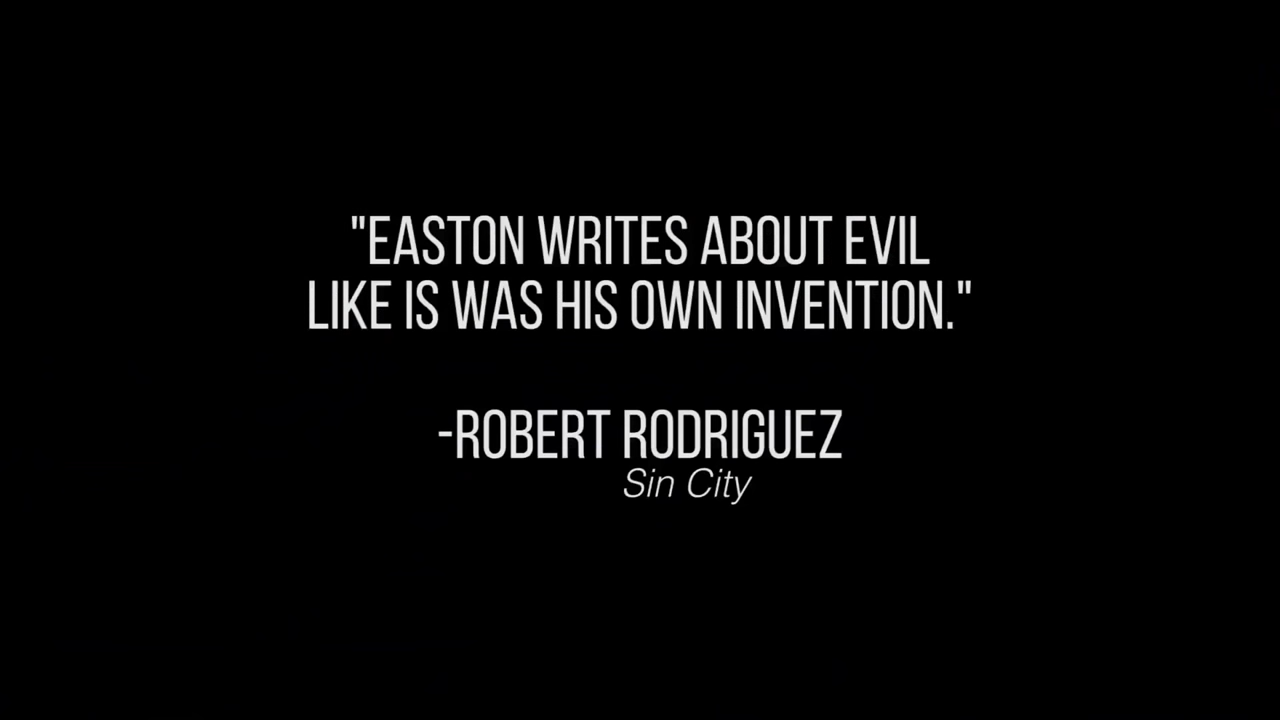 "EASTON WRITES ABOUT EVIL
LIKE IS WAS HIS OWN INVENTION."
-ROBERT RODRIGUEZ
Sin City